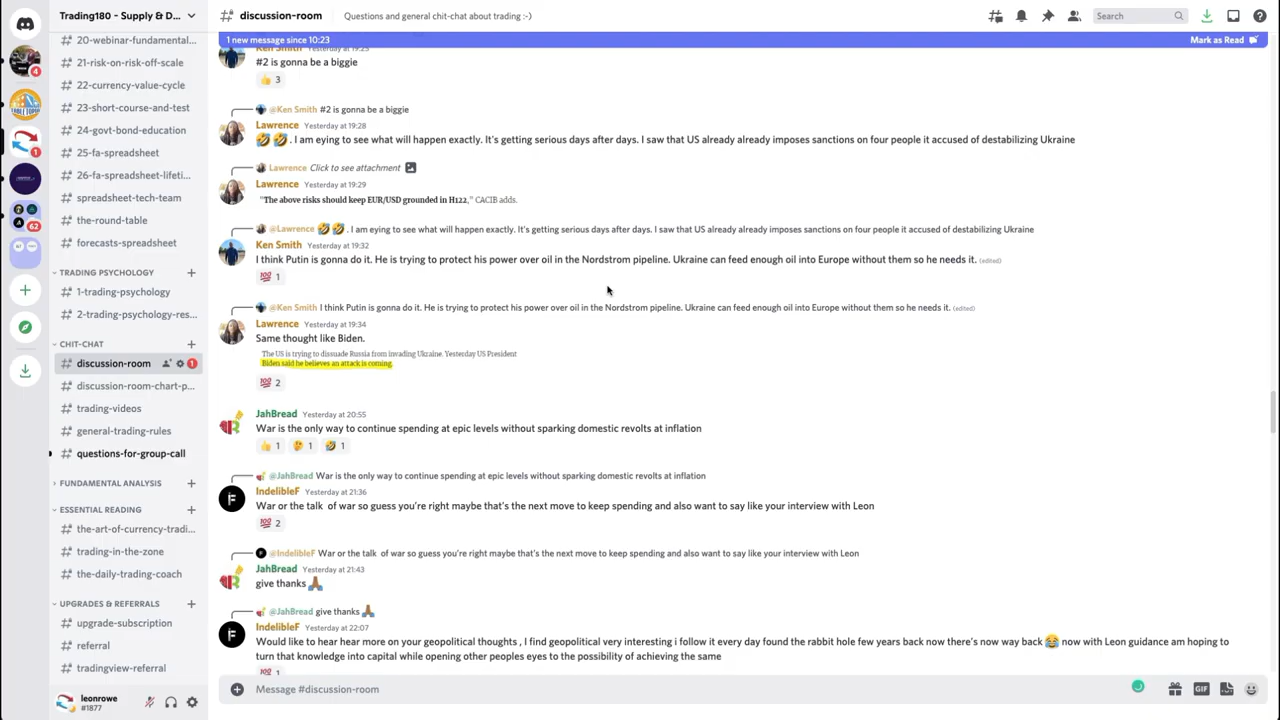 Trading180 - Supply & D...
discussion-room
Questions and general chit-chat about trading :-)
Search
1 new message since 10:23
Mark as Read
20-webinar-fundamental...
21-risk-on-risk-off-scale
22-currency-value-cycle
23-short-course-and-test
24-govt-bond-education
25-fa-spreadsheet
26-fa-spreadsheet-lifeti...
spreadsheet-tech-team
the-round-table
forecasts-spreadsheet
TRADING PSYCHOLOGY
1-trading-psychology
2-trading-psychology-res...
CHIT-CHAT
discussion-room
1
discussion-room-chart-p...
trading-videos
general-trading-rules
questions-for-group-call
FUNDAMENTAL ANALYSIS
ESSENTIAL READING
the-art-of-currency-tradi...
trading-in-the-zone
the-daily-trading-coach
UPGRADES & REFERRALS
upgrade-subscription
referral
tradingview-referral
leonrowe
#1877
4
1
62
Ken Smith Yesterday at 19:25
#2 is gonna be a biggie
👍 3
@Ken Smith #2 is gonna be a biggie
Lawrence Yesterday at 19:28
🤣 🤣 . I am eying to see what will happen exactly. It's getting serious days after days. I saw that US already already imposes sanctions on four people it accused of destabilizing Ukraine
Lawrence Click to see attachment
Lawrence Yesterday at 19:29
"The above risks should keep EUR/USD grounded in H122," CACIB adds.
@Lawrence 🤣 🤣 . I am eying to see what will happen exactly. It's getting serious days after days. I saw that US already already imposes sanctions on four people it accused of destabilizing Ukraine
Ken Smith Yesterday at 19:32
I think Putin is gonna do it. He is trying to protect his power over oil in the Nordstrom pipeline. Ukraine can feed enough oil into Europe without them so he needs it. (edited)
💯 1
@Ken Smith I think Putin is gonna do it. He is trying to protect his power over oil in the Nordstrom pipeline. Ukraine can feed enough oil into Europe without them so he needs it. (edited)
Lawrence Yesterday at 19:34
Same thought like Biden.
The US is trying to dissuade Russia from invading Ukraine. Yesterday US President
Biden said he believes an attack is coming.
💯 2
JahBread Yesterday at 20:55
War is the only way to continue spending at epic levels without sparking domestic revolts at inflation
👍 1 🤔 1 🤣 1
@JahBread War is the only way to continue spending at epic levels without sparking domestic revolts at inflation
IndelibleF Yesterday at 21:36
War or the talk of war so guess you're right maybe that's the next move to keep spending and also want to say like your interview with Leon
💯 2
@IndelibleF War or the talk of war so guess you're right maybe that's the next move to keep spending and also want to say like your interview with Leon
JahBread Yesterday at 21:43
give thanks 🙏🏾
@JahBread give thanks 🙏🏾
IndelibleF Yesterday at 22:07
Would like to hear hear more on your geopolitical thoughts , I find geopolitical very interesting i follow it every day found the rabbit hole few years back now there's now way back 😂 now with Leon guidance am hoping to
turn that knowledge into capital while opening other peoples eyes to the possibility of achieving the same
💯 1
Message #discussion-room
GIF